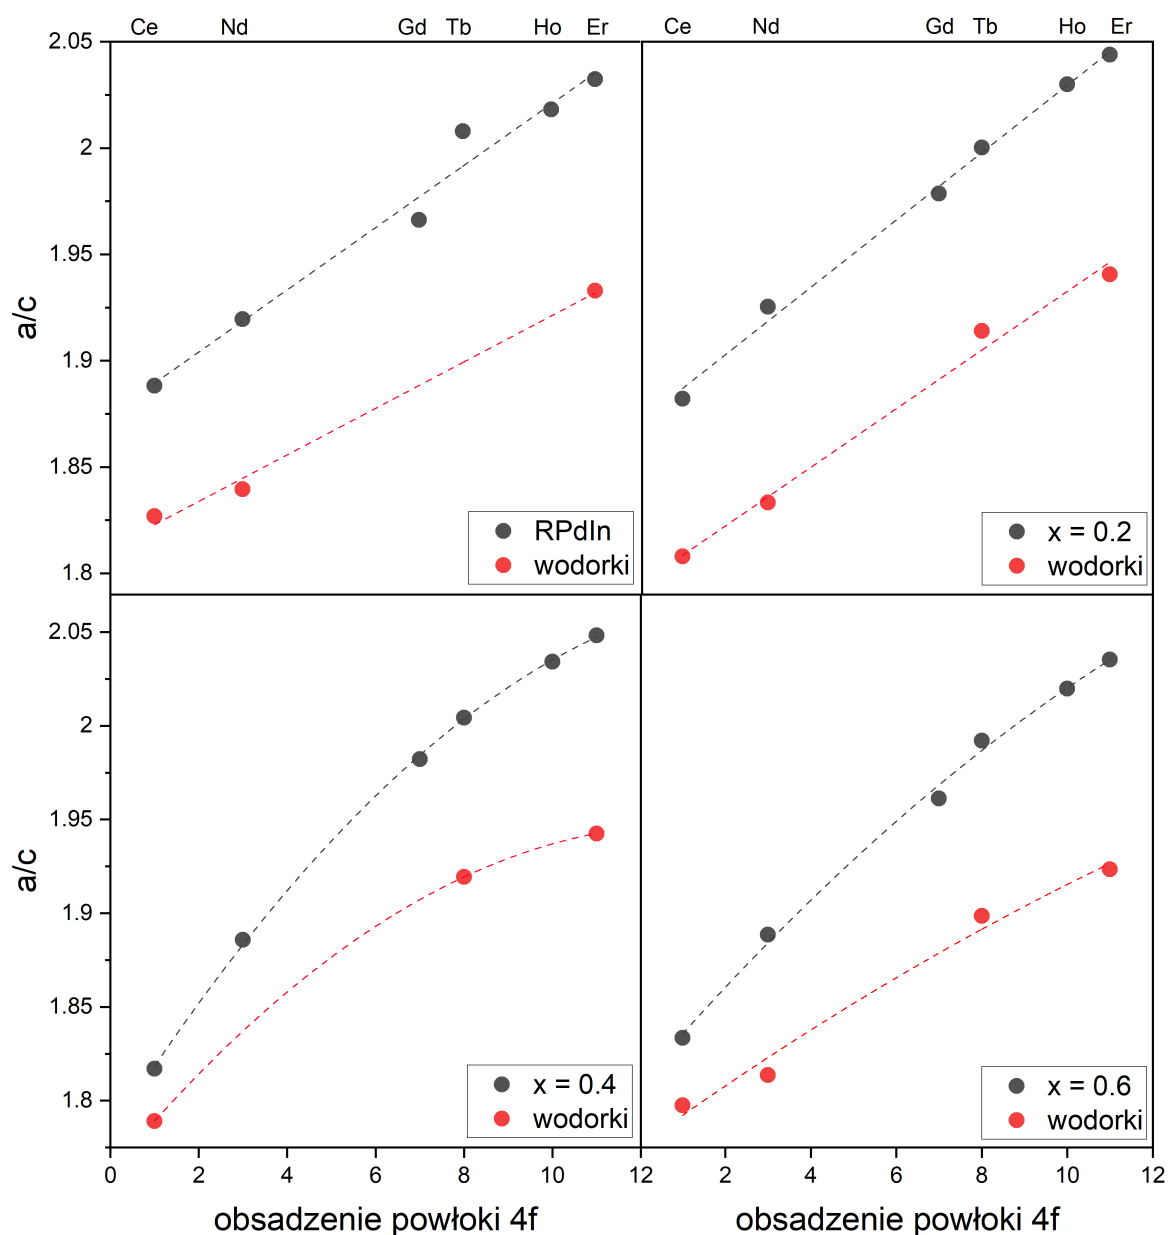 Ce Nd Gd Tb Ho Er
Ce Nd Gd Tb Ho Er
2.05
2
1.95
1.9
1.85
1.8
a/c
RPdIn
wodorki
x = 0.2
wodorki
2.05
2
1.95
1.9
1.85
1.8
a/c
x = 0.4
wodorki
x = 0.6
wodorki
0 2 4 6 8 10 12
2 4 6 8 10 12
obsadzenie powłoki 4f
obsadzenie powłoki 4f